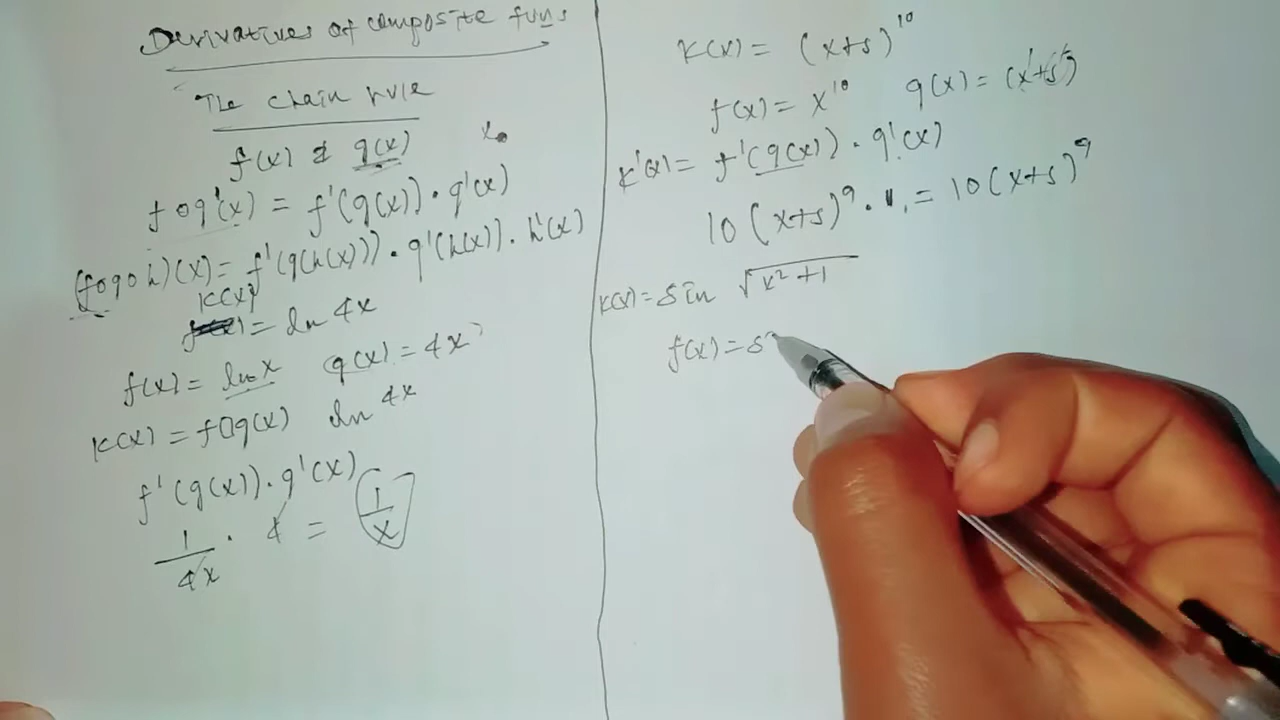 Derivatives of composite funs
The chain rule
f(x) & g(x)
fog'(x) = f'(g(x)) · g'(x)
(fogoh)(x) = f'(g(h(x))) · g'(h(x)) · h'(x)
K(x)
= ln 4x
f(x) = ln x g(x) = 4x
K(x) = fog(x) ln 4x
f'(g(x)) · g'(x)
1/4x · 4 = 1/x
K(x) = (x+5)^10
f(x) = x^10 g(x) = (x+5)
K'(x) = f'(g(x)) · g'(x)
10(x+5)^9 · 1 = 10(x+5)^9
K(x) = sin √(x²+1)
f(x) = s